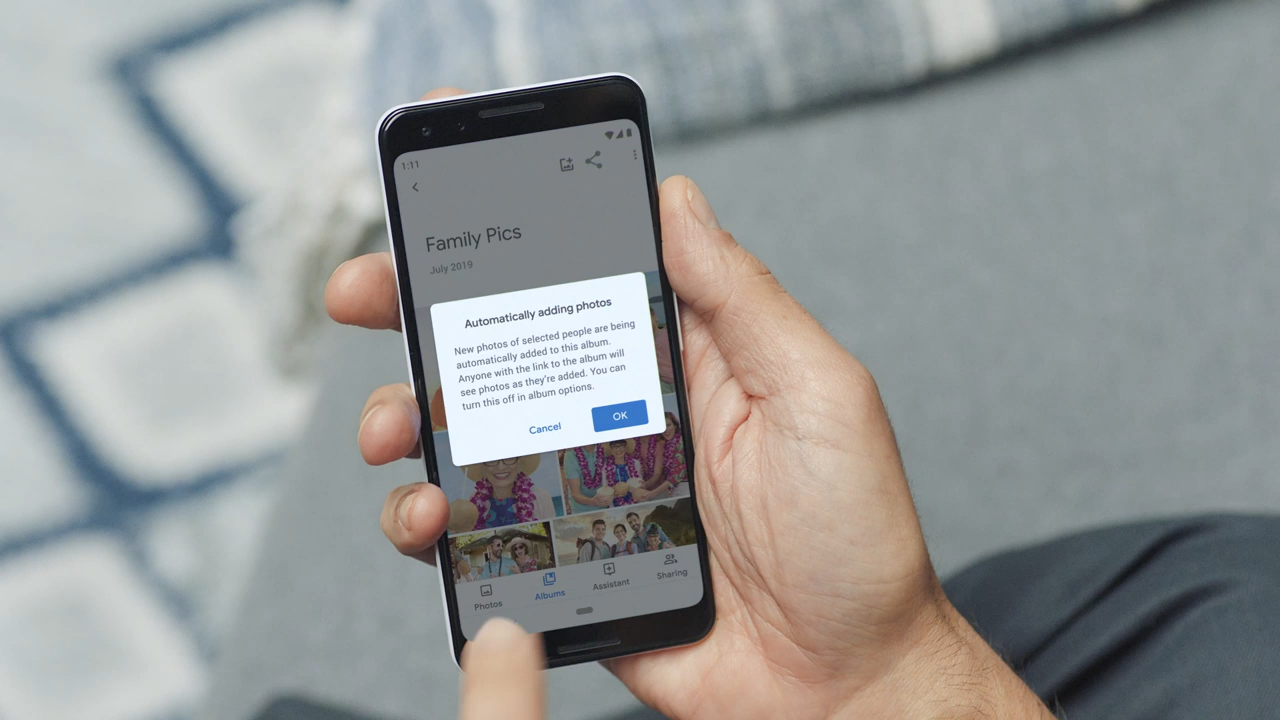 1:11
Family Pics
July 2019
Automatically adding photos
New photos of selected people are being
automatically added to this album.
Anyone with the link to the album will
see photos as they're added. You can
turn this off in album options.
Cancel
OK
Photos
Albums
Assistant
Sharing